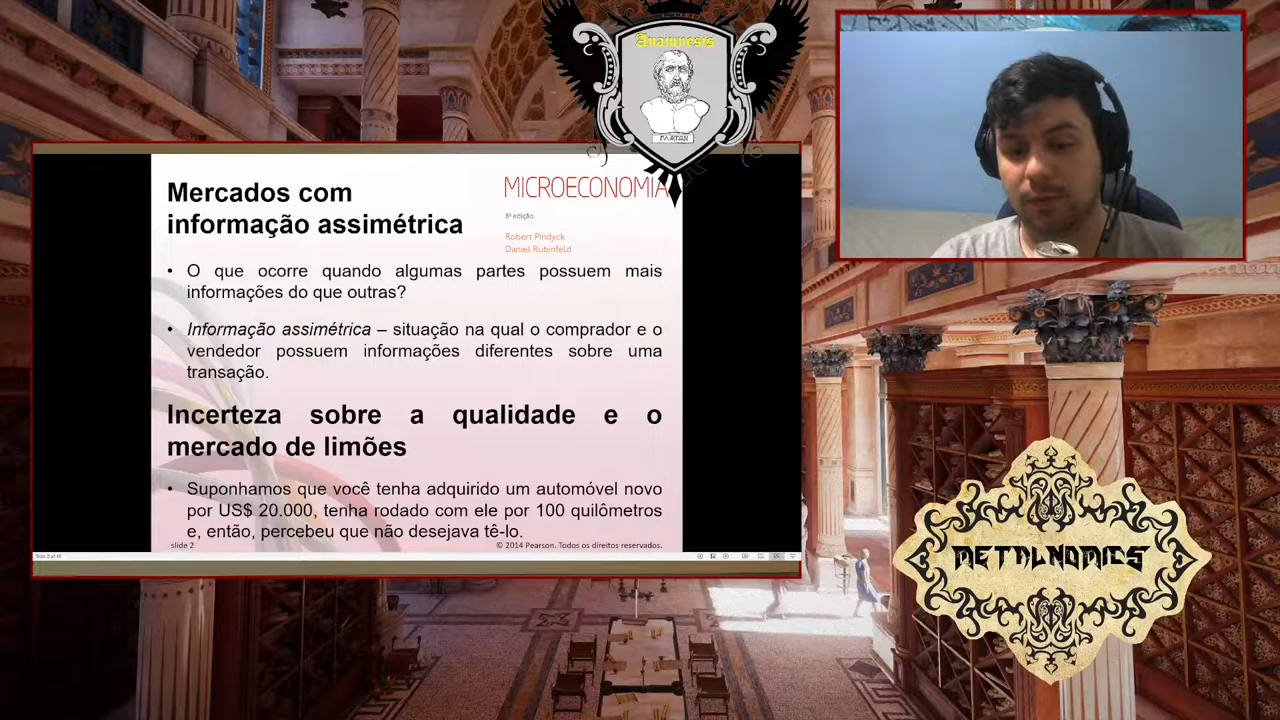 Anamnesis
PLATÃN
Mercados com
informação assimétrica
MICROECONOMIA
8ª edição
Robert Pindyck
Daniel Rubinfeld
• O que ocorre quando algumas partes possuem mais
informações do que outras?
• Informação assimétrica – situação na qual o comprador e o
vendedor possuem informações diferentes sobre uma
transação.
Incerteza sobre a qualidade e o
mercado de limões
• Suponhamos que você tenha adquirido um automóvel novo
por US$ 20.000, tenha rodado com ele por 100 quilômetros
e, então, percebeu que não desejava tê-lo.
slide 2
© 2014 Pearson. Todos os direitos reservados.
METALNOMICS